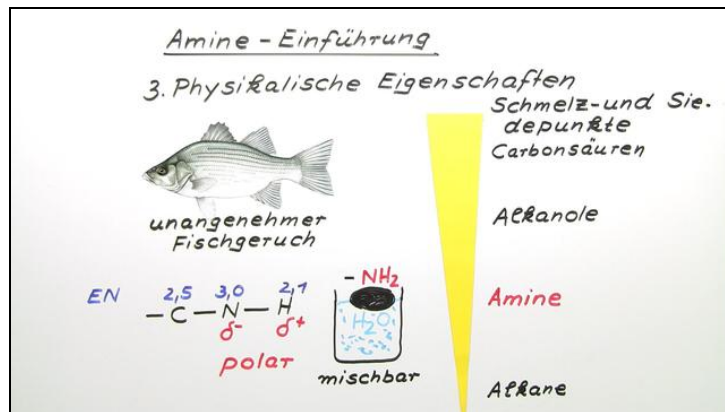 Amine - Einführung
3. Physikalische Eigenschaften
Schmelz- und Sie-
depunkte
Carbonsäuren
unangenehmer
Fischgeruch
Alkanole
EN 2,5 3,0 2,1
- C - N - H
δ- δ+
polar
- NH₂
H₂O
mischbar
Amine
Alkane